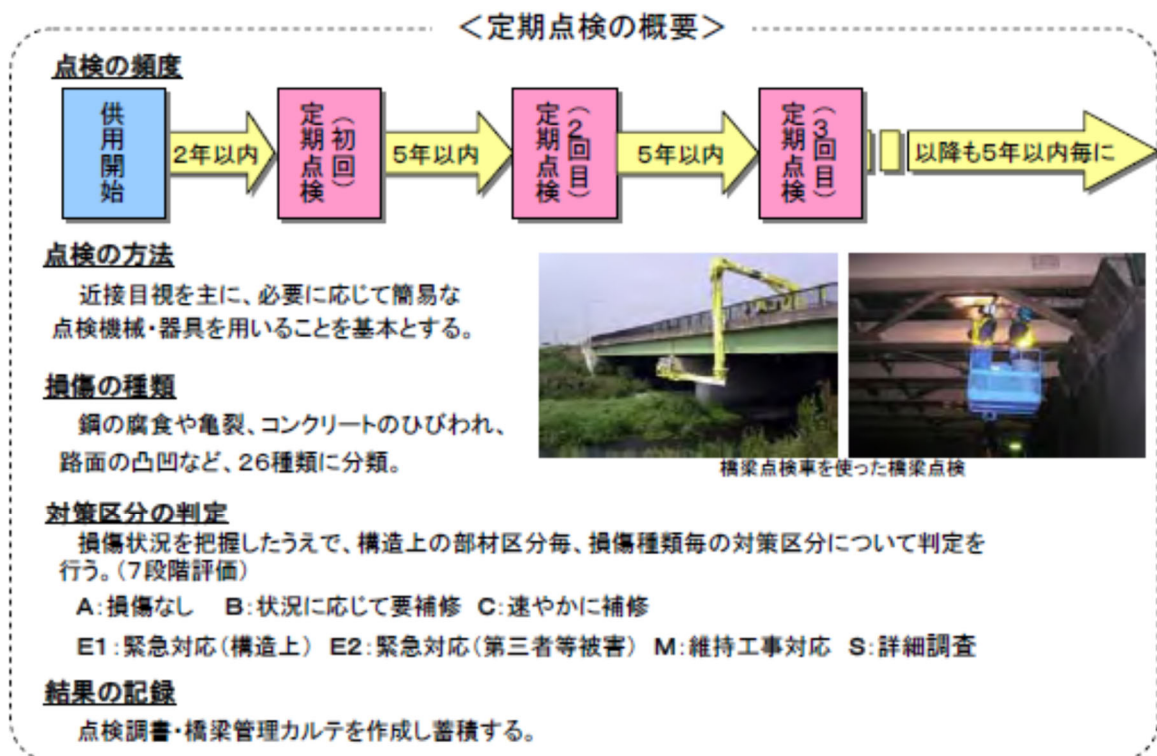 ＜定期点検の概要＞
点検の頻度
供用開始
2年以内
定期点検
（初回）
5年以内
定期点検
（2回目）
5年以内
定期点検
（3回目）
以降も5年以内毎に
点検の方法
近接目視を主に、必要に応じて簡易な
点検機械・器具を用いることを基本とする。
損傷の種類
鋼の腐食や亀裂、コンクリートのひびわれ、
路面の凸凹など、26種類に分類。
橋梁点検車を使った橋梁点検
対策区分の判定
損傷状況を把握したうえで、構造上の部材区分毎、損傷種類毎の対策区分について判定を
行う。（7段階評価）
A：損傷なし　B：状況に応じて要補修　C：速やかに補修
E1：緊急対応（構造上）　E2：緊急対応（第三者等被害）　M：維持工事対応　S：詳細調査
結果の記録
点検調書・橋梁管理カルテを作成し蓄積する。